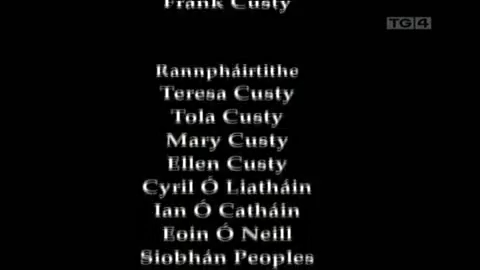 Frank Custy
TG4
Rannpháirtithe
Teresa Custy
Tola Custy
Mary Custy
Ellen Custy
Cyril Ó Liatháin
Ian Ó Catháin
Eoin Ó Neill
Siobhán Peoples